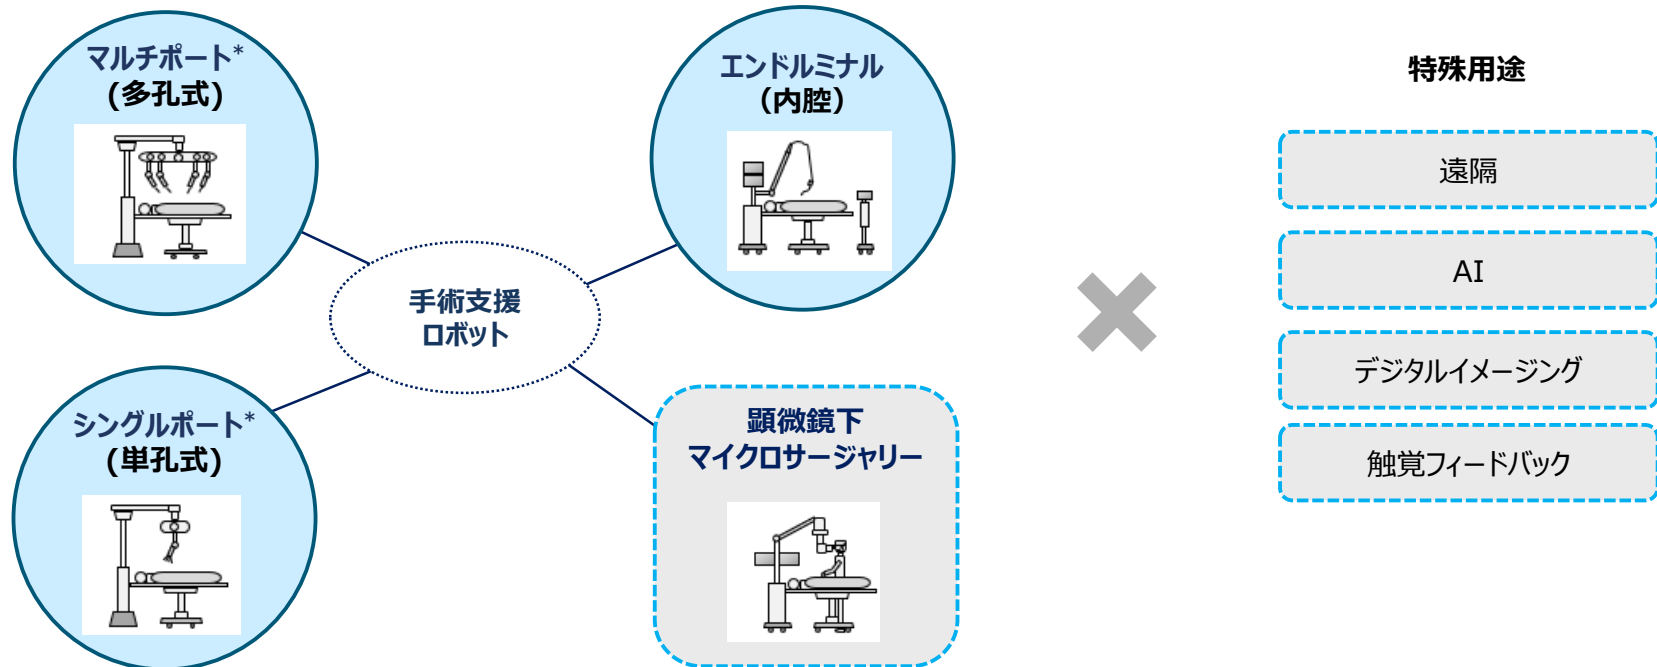 マルチポート*
(多孔式)
エンドルミナル
(内腔)
手術支援
ロボット
シングルポート*
(単孔式)
顕微鏡下
マイクロサージャリー
特殊用途
遠隔
AI
デジタルイメージング
触覚フィードバック